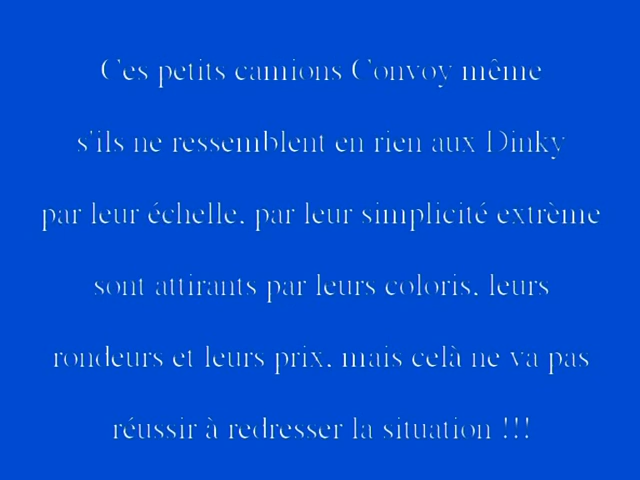 Ces petits camions Convoy même
s'ils ne ressemblent en rien aux Dinky
par leur échelle, par leur simplicité extrème
sont attirants par leurs coloris, leurs
rondeurs et leurs prix, mais celà ne va pas
réussir à redresser la situation !!!